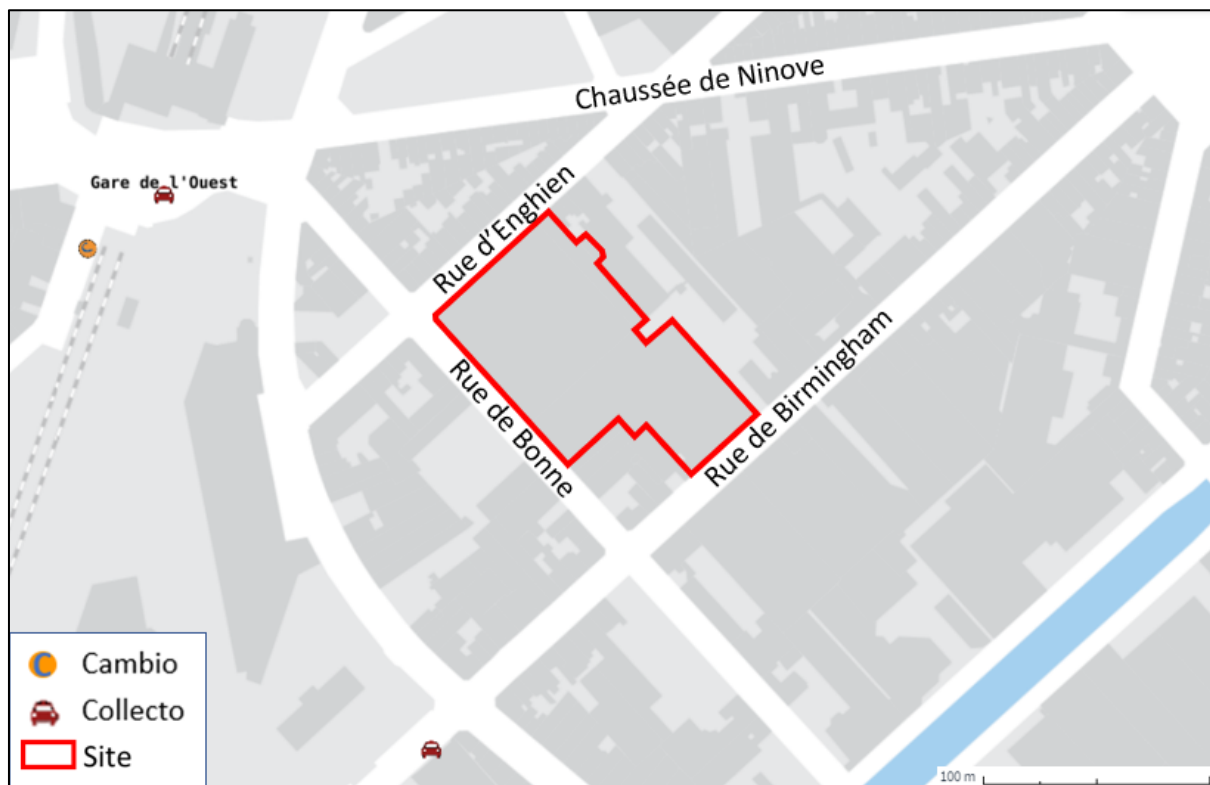 Chaussée de Ninove
Gare de l'Ouest
Rue d'Enghien
Rue de Bonne
Rue de Birmingham
C Cambio
Collecto
Site
100 m